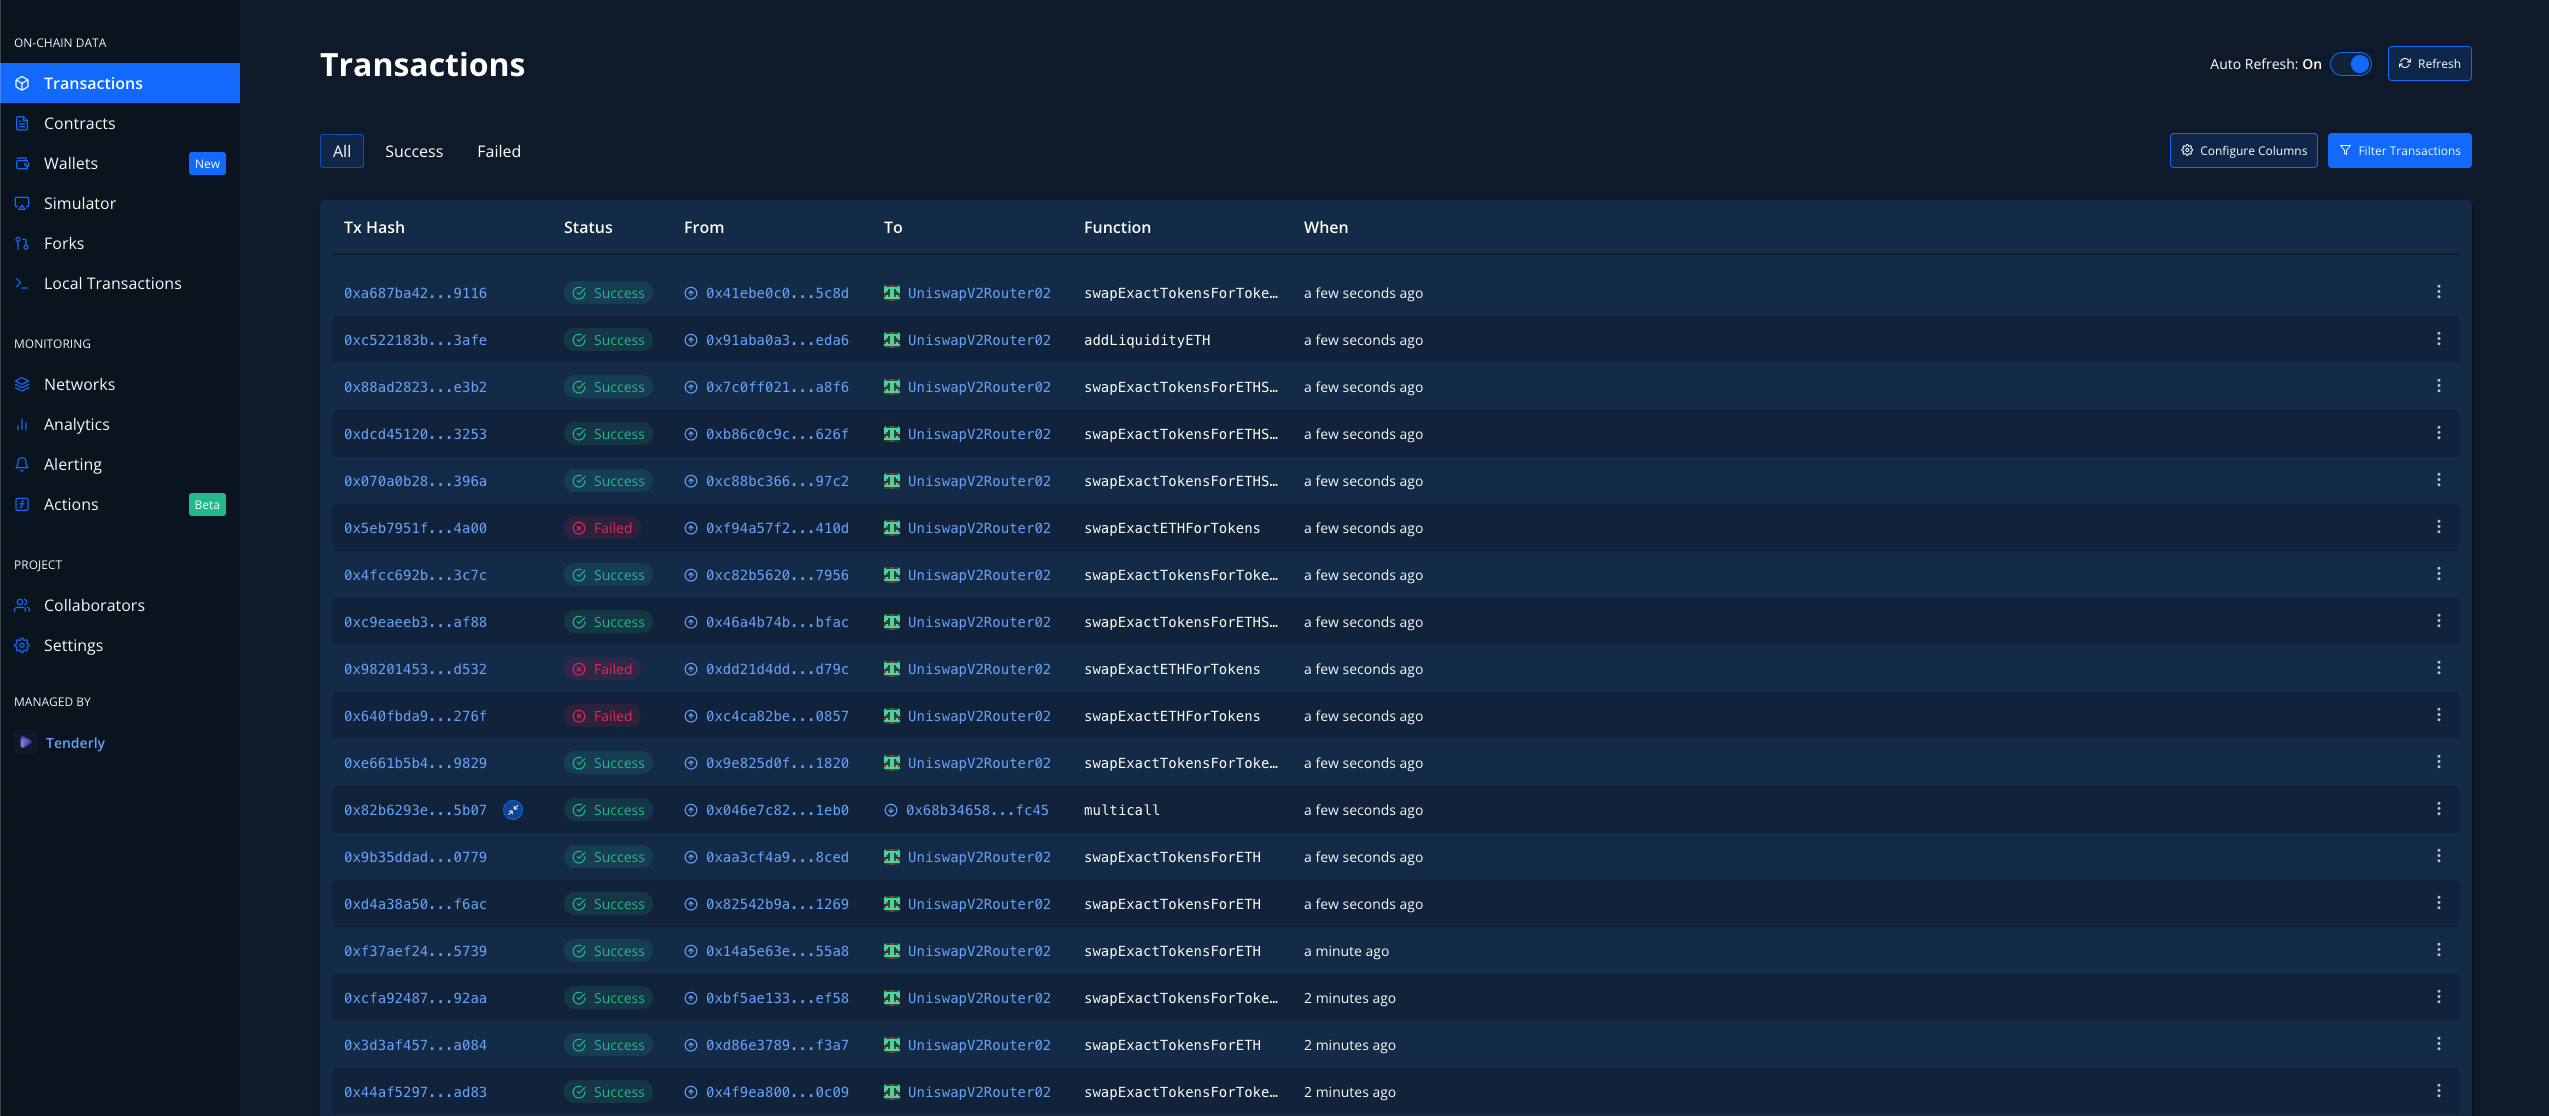 ON-CHAIN DATA
Transactions
Contracts
Wallets New
Simulator
Forks
Local Transactions
MONITORING
Networks
Analytics
Alerting
Actions Beta
PROJECT
Collaborators
Settings
MANAGED BY
Tenderly
Transactions
Auto Refresh: On Refresh
All Success Failed
Configure Columns Filter Transactions
Tx Hash Status From To Function When
0xa687ba42...9116 Success 0x41ebe0c0...5c8d UniswapV2Router02 swapExactTokensForToke… a few seconds ago
0xc522183b...3afe Success 0x91aba0a3...eda6 UniswapV2Router02 addLiquidityETH a few seconds ago
0x88ad2823...e3b2 Success 0x7c0ff021...a8f6 UniswapV2Router02 swapExactTokensForETHS… a few seconds ago
0xdcd45120...3253 Success 0xb86c0c9c...626f UniswapV2Router02 swapExactTokensForETHS… a few seconds ago
0x070a0b28...396a Success 0xc88bc366...97c2 UniswapV2Router02 swapExactTokensForETHS… a few seconds ago
0x5eb7951f...4a00 Failed 0xf94a57f2...410d UniswapV2Router02 swapExactETHForTokens a few seconds ago
0x4fcc692b...3c7c Success 0xc82b5620...7956 UniswapV2Router02 swapExactTokensForToke… a few seconds ago
0xc9eaeeb3...af88 Success 0x46a4b74b...bfac UniswapV2Router02 swapExactTokensForETHS… a few seconds ago
0x98201453...d532 Failed 0xdd21d4dd...d79c UniswapV2Router02 swapExactETHForTokens a few seconds ago
0x640fbda9...276f Failed 0xc4ca82be...0857 UniswapV2Router02 swapExactETHForTokens a few seconds ago
0xe661b5b4...9829 Success 0x9e825d0f...1820 UniswapV2Router02 swapExactTokensForToke… a few seconds ago
0x82b6293e...5b07 Success 0x046e7c82...1eb0 0x68b34658...fc45 multicall a few seconds ago
0x9b35ddad...0779 Success 0xaa3cf4a9...8ced UniswapV2Router02 swapExactTokensForETH a few seconds ago
0xd4a38a50...f6ac Success 0x82542b9a...1269 UniswapV2Router02 swapExactTokensForETH a few seconds ago
0xf37aef24...5739 Success 0x14a5e63e...55a8 UniswapV2Router02 swapExactTokensForETH a minute ago
0xcfa92487...92aa Success 0xbf5ae133...ef58 UniswapV2Router02 swapExactTokensForToke… 2 minutes ago
0x3d3af457...a084 Success 0xd86e3789...f3a7 UniswapV2Router02 swapExactTokensForETH 2 minutes ago
0x44af5297...ad83 Success 0x4f9ea800...0c09 UniswapV2Router02 swapExactTokensForToke… 2 minutes ago